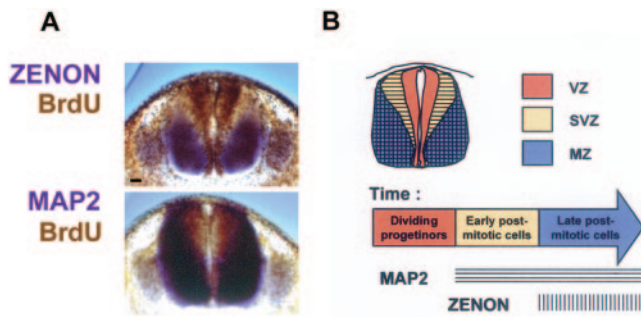 A
ZENON
BrdU
MAP2
BrdU
B
VZ
SVZ
MZ
Time :
Dividing progetinors
Early post-mitotic cells
Late post-mitotic cells
MAP2
ZENON